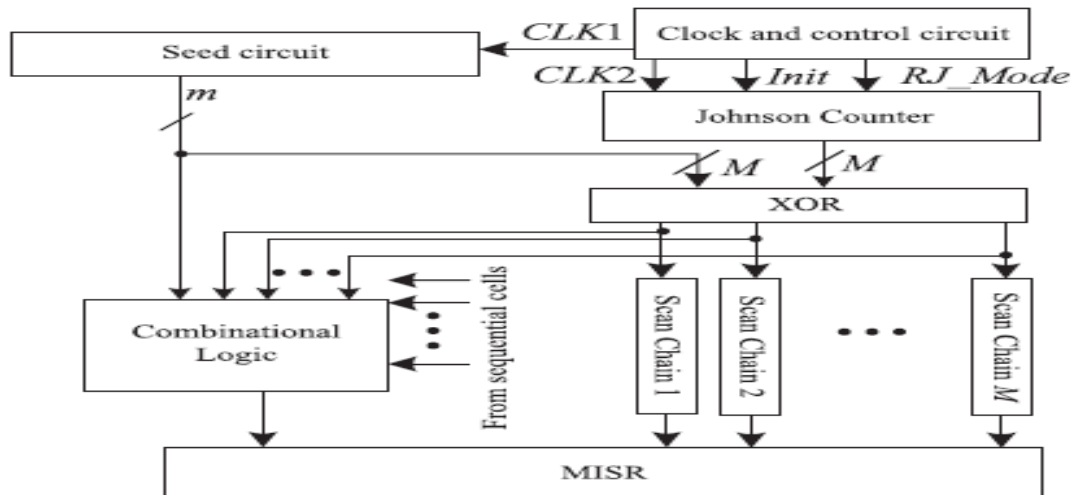 CLK1
Clock and control circuit
Seed circuit
CLK2
Init
RJ_Mode
m
Johnson Counter
M
M
XOR
Combinational
Logic
From sequential cells
Scan Chain 1
Scan Chain 2
Scan Chain M
MISR